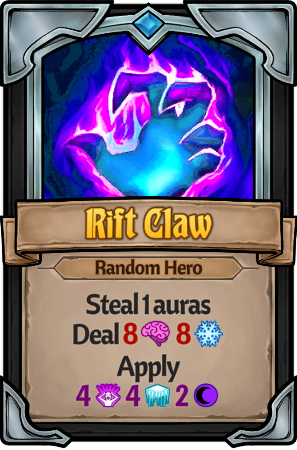 Rift Claw
Random Hero
Steal 1 auras
Deal 8 8
Apply
4 4 2